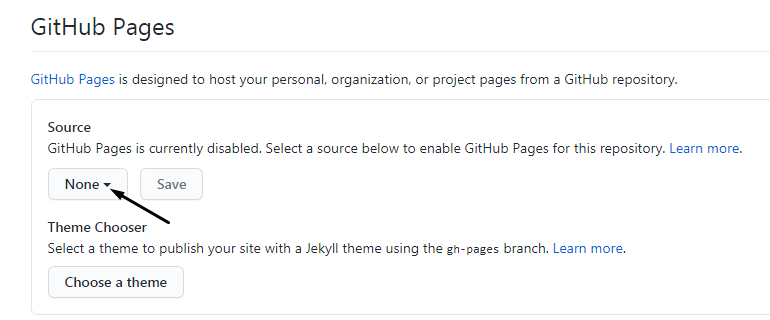 GitHub Pages
GitHub Pages is designed to host your personal, organization, or project pages from a GitHub repository.
Source
GitHub Pages is currently disabled. Select a source below to enable GitHub Pages for this repository. Learn more.
None Save
Theme Chooser
Select a theme to publish your site with a Jekyll theme using the gh-pages branch. Learn more.
Choose a theme